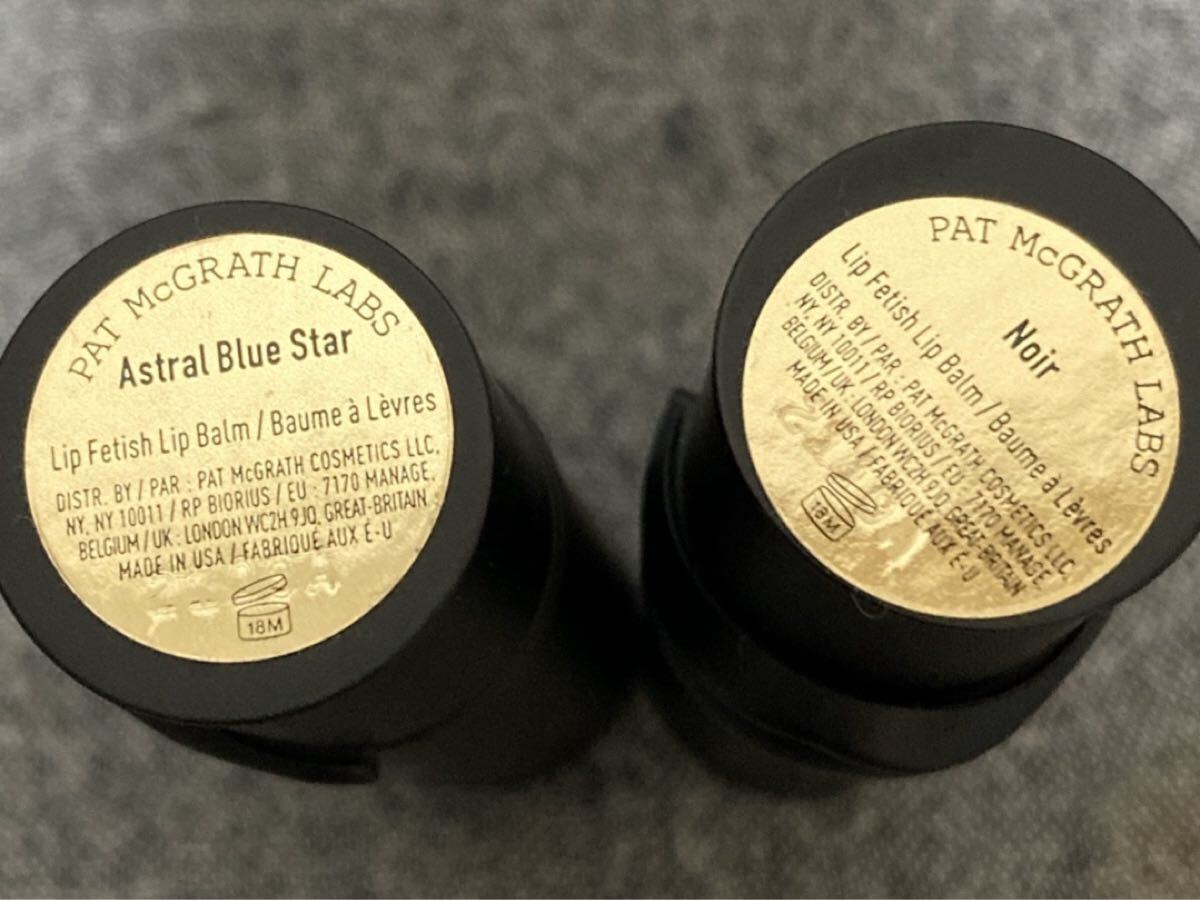 PAT McGRATH LABS
Astral Blue Star
Lip Fetish Lip Balm / Baume à Lèvres
DISTR. BY / PAR : PAT McGRATH COSMETICS LLC,
NY, NY 10011 / RP BIORIUS / EU : 7170 MANAGE,
BELGIUM / UK : LONDON WC2H 9JQ, GREAT-BRITAIN
MADE IN USA / FABRIQUÉ AUX É-U
18M
PAT McGRATH LABS
Noir
Lip Fetish Lip Balm / Baume à Lèvres
DISTR. BY / PAR : PAT McGRATH COSMETICS LLC,
NY, NY 10011 / RP BIORIUS / EU : 7170 MANAGE,
BELGIUM / UK : LONDON WC2H 9JQ, GREAT-BRITAIN
MADE IN USA / FABRIQUÉ AUX É-U
18M